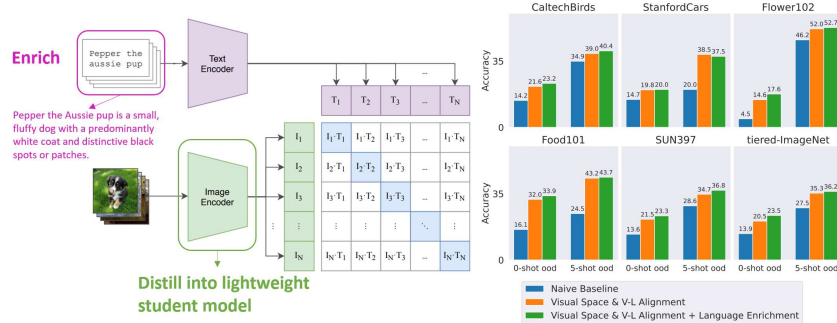 Enrich
Pepper the
aussie pup
Pepper the Aussie pup is a small,
fluffy dog with a predominantly
white coat and distinctive black
spots or patches.
Text
Encoder
T1 T2 T3 ... TN
I1 I1·T1 I1·T2 I1·T3 ... I1·TN
I2 I2·T1 I2·T2 I2·T3 ... I2·TN
Image
Encoder
I3 I3·T1 I3·T2 I3·T3 ... I3·TN
⋮ ⋮ ⋮ ⋮ ⋱ ⋮
IN IN·T1 IN·T2 IN·T3 ... IN·TN
Distill into lightweight
student model
CaltechBirds
Accuracy
35
0
14.2 21.6 23.2 34.9 39.0 40.4
StanfordCars
14.7 19.8 20.0 20.0 38.5 37.5
Flower102
4.5 14.6 17.6 46.2 52.0 52.7
Food101
Accuracy
35
0
16.1 32.0 33.9 24.5 43.2 43.7
0-shot ood 5-shot ood
SUN397
13.6 21.5 23.3 28.6 34.7 36.8
0-shot ood 5-shot ood
tiered-ImageNet
13.9 20.5 23.5 27.5 35.3 36.2
0-shot ood 5-shot ood
Naive Baseline
Visual Space & V-L Alignment
Visual Space & V-L Alignment + Language Enrichment